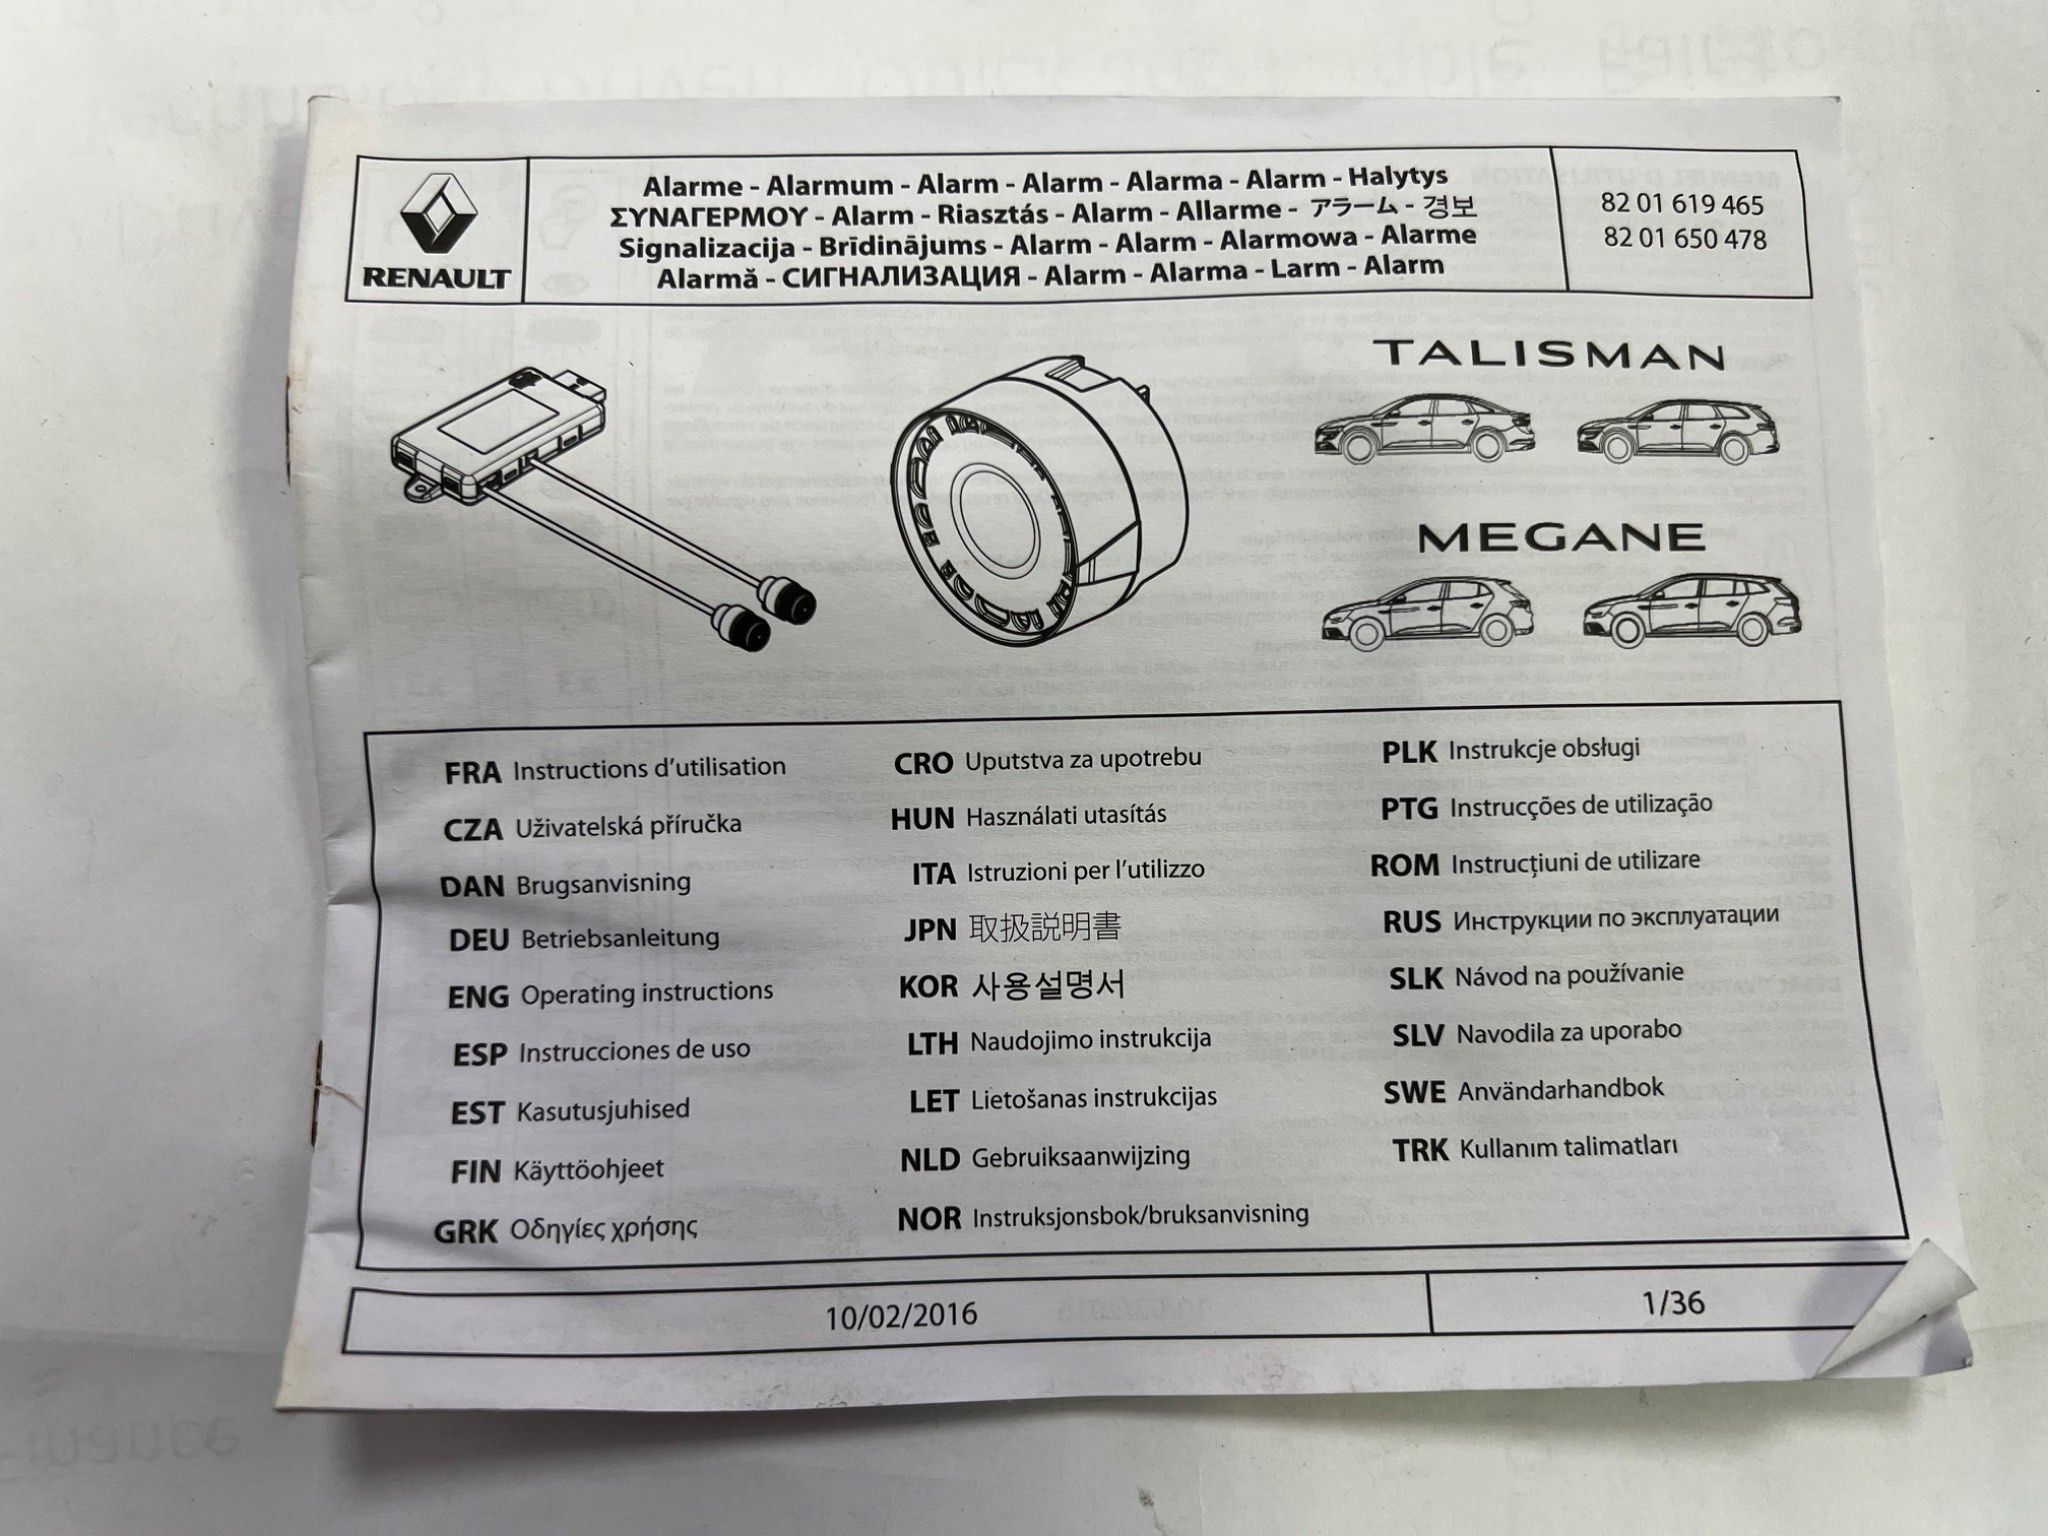 RENAULT
Alarme - Alarmum - Alarm - Alarm - Alarma - Alarm - Halytys
ΣΥΝΑΓΕΡΜΟΥ - Alarm - Riasztás - Alarm - Allarme - アラーム - 경보
Signalizacija - Brīdinājums - Alarm - Alarm - Alarmowa - Alarme
Alarmă - СИГНАЛИЗАЦИЯ - Alarm - Alarma - Larm - Alarm
82 01 619 465
82 01 650 478
TALISMAN
MEGANE
FRA Instructions d’utilisation
CZA Uživatelská příručka
DAN Brugsanvisning
DEU Betriebsanleitung
ENG Operating instructions
ESP Instrucciones de uso
EST Kasutusjuhised
FIN Käyttöohjeet
GRK Οδηγίες χρήσης
CRO Uputstva za upotrebu
HUN Használati utasítás
ITA Istruzioni per l’utilizzo
JPN 取扱説明書
KOR 사용설명서
LTH Naudojimo instrukcija
LET Lietošanas instrukcijas
NLD Gebruiksaanwijzing
NOR Instruksjonsbok/bruksanvisning
PLK Instrukcje obsługi
PTG Instrucções de utilização
ROM Instrucțiuni de utilizare
RUS Инструкции по эксплуатации
SLK Návod na používanie
SLV Navodila za uporabo
SWE Användarhandbok
TRK Kullanım talimatları
10/02/2016
1/36